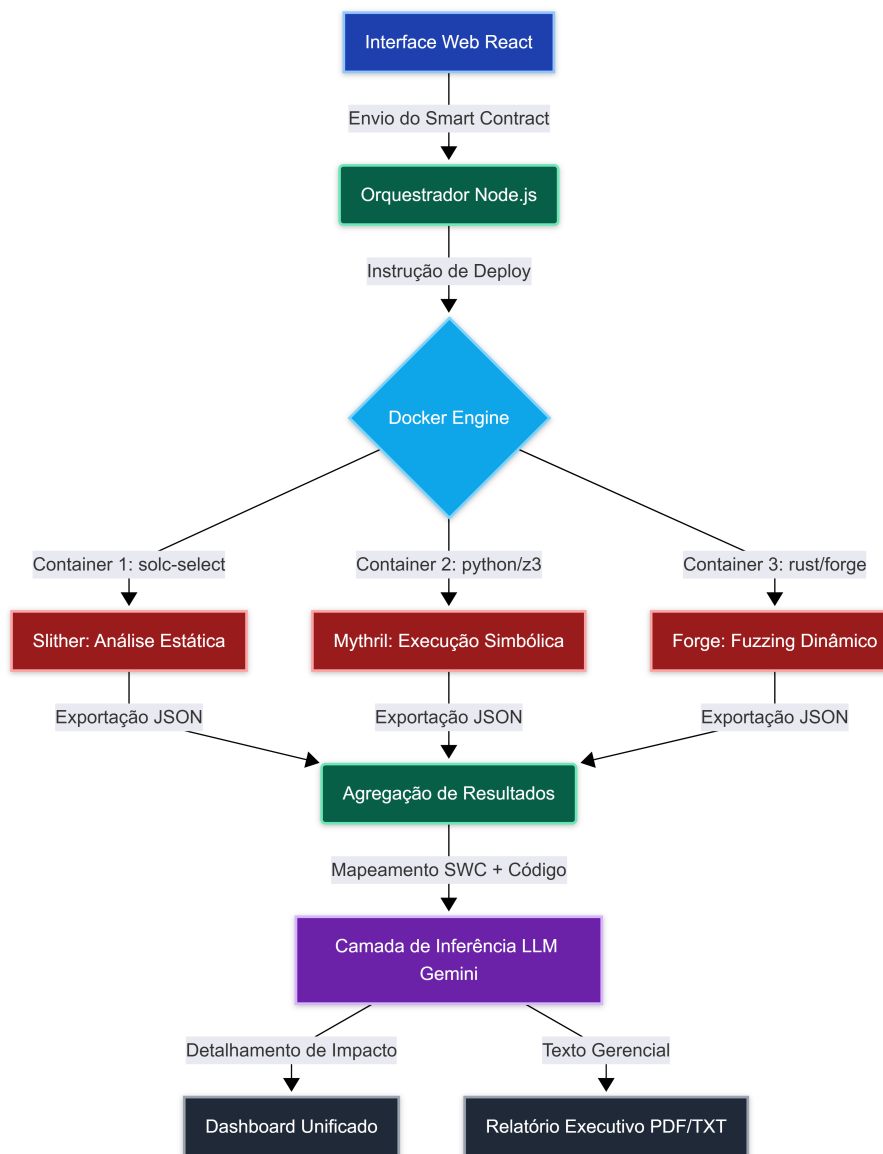 Interface Web React
Envio do Smart Contract
Orquestrador Node.js
Instrução de Deploy
Docker Engine
Container 1: solc-select
Container 2: python/z3
Container 3: rust/forge
Slither: Análise Estática
Mythril: Execução Simbólica
Forge: Fuzzing Dinâmico
Exportação JSON
Exportação JSON
Exportação JSON
Agregação de Resultados
Mapeamento SWC + Código
Camada de Inferência LLM
Gemini
Detalhamento de Impacto
Texto Gerencial
Dashboard Unificado
Relatório Executivo PDF/TXT